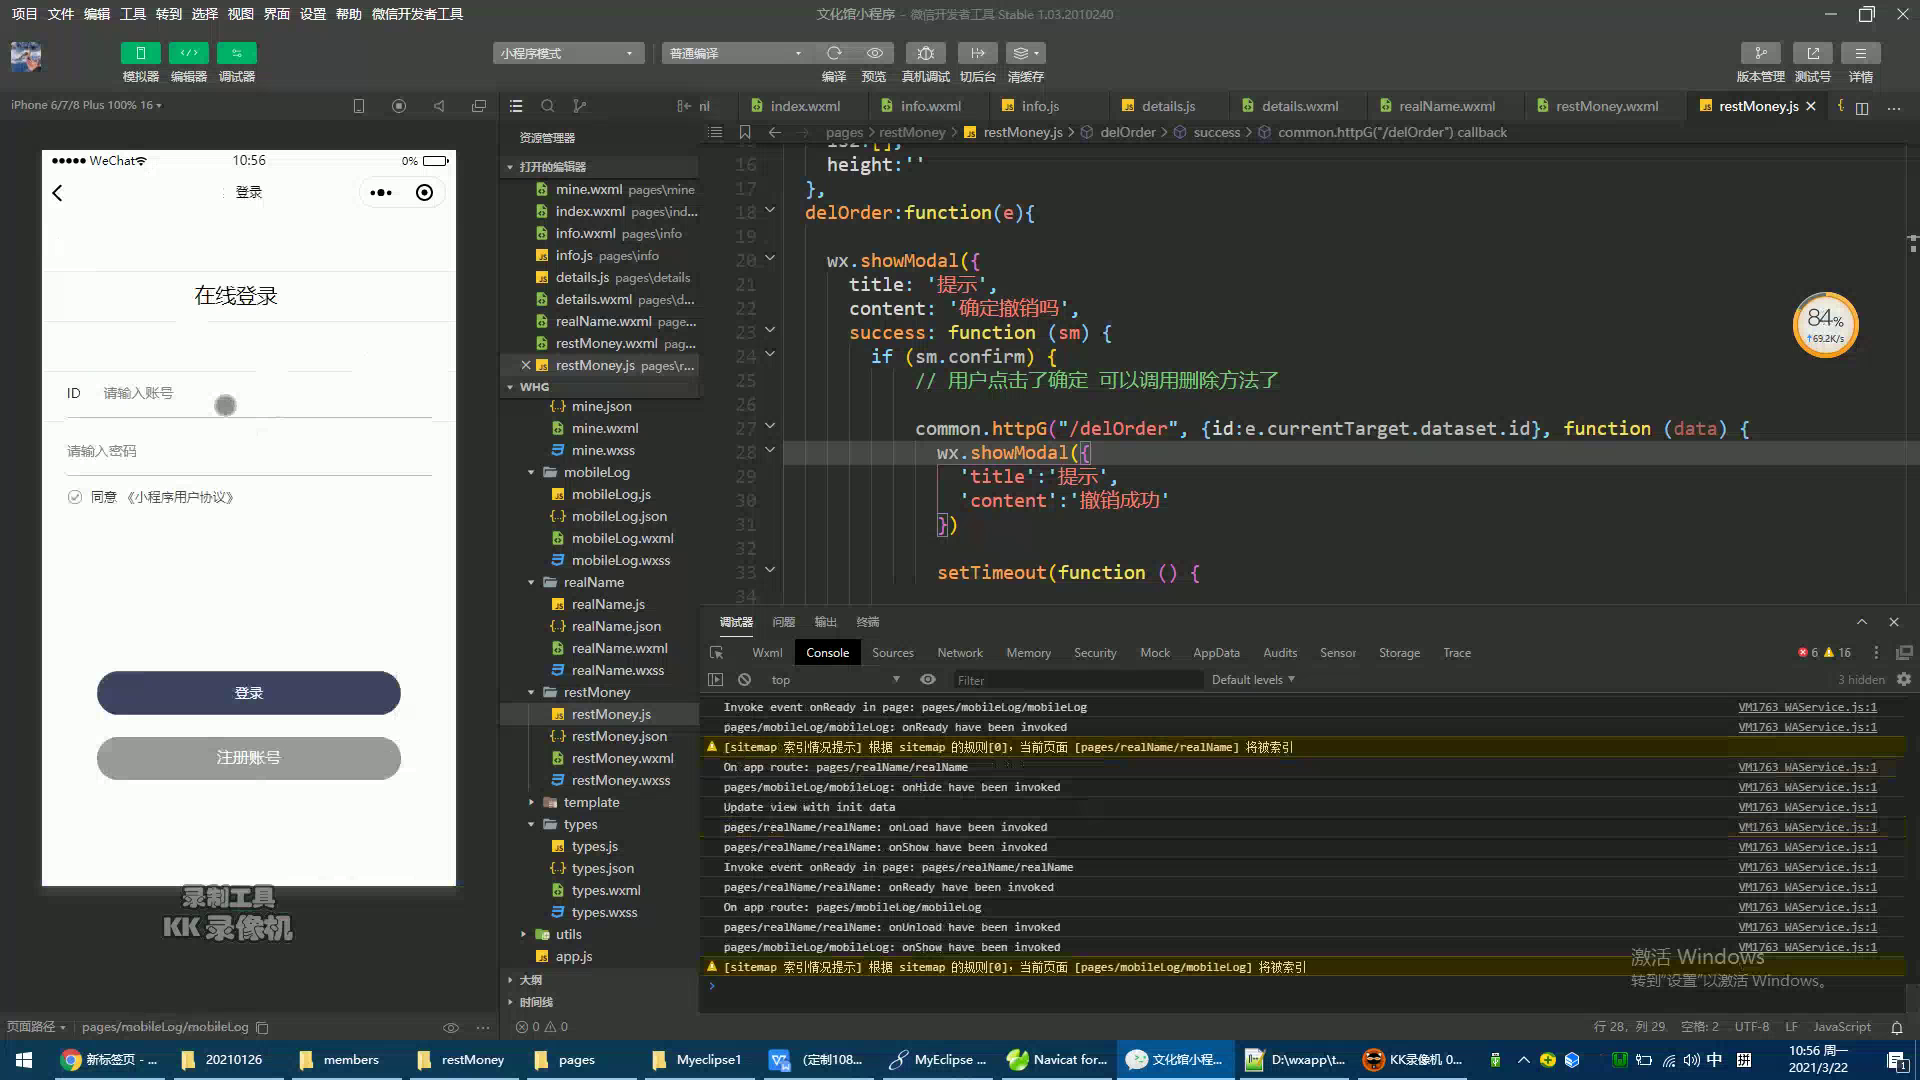 项目 文件 编辑 工具 转到 选择 视图 界面 设置 帮助 微信开发者工具
文化馆小程序 - 微信开发者工具 Stable 1.03.2010240
小程序模式
普通编译
模拟器 编辑器 调试器
编译 预览 真机调试 切后台 清缓存
版本管理 测试号 详情
iPhone 6/7/8 Plus 100% 16
nl
index.wxml
info.wxml
info.js
details.js
details.wxml
realName.wxml
restMoney.wxml
restMoney.js
资源管理器
pages > restMoney > restMoney.js > delOrder > success > common.httpG("/delOrder") callback
WeChat 10:56 0%
登录
在线登录
ID 请输入账号
请输入密码
同意 《小程序用户协议》
登录
注册账号
录制工具
KK 录像机
打开的编辑器
mine.wxml pages\mine
index.wxml pages\ind...
info.wxml pages\info
info.js pages\info
details.js pages\details
details.wxml pages\d...
realName.wxml page...
restMoney.wxml pag...
restMoney.js pages\r...
WHG
mine.json
mine.wxml
mine.wxss
mobileLog
mobileLog.js
mobileLog.json
mobileLog.wxml
mobileLog.wxss
realName
realName.js
realName.json
realName.wxml
realName.wxss
restMoney
restMoney.js
restMoney.json
restMoney.wxml
restMoney.wxss
template
types
types.js
types.json
types.wxml
types.wxss
utils
app.js
大纲
时间线
16 height:''
17 },
18 delOrder:function(e){
19
20 wx.showModal({
21 title: '提示',
22 content: '确定撤销吗',
23 success: function (sm) {
24 if (sm.confirm) {
25 // 用户点击了确定 可以调用删除方法了
26
27 common.httpG("/delOrder", {id:e.currentTarget.dataset.id}, function (data) {
28 wx.showModal({
29 'title':'提示',
30 'content':'撤销成功'
31 })
32
33 setTimeout(function () {
34
84%
↑69.2K/s
调试器 问题 输出 终端
Wxml Console Sources Network Memory Security Mock AppData Audits Sensor Storage Trace
6 16
top Filter Default levels 3 hidden
Invoke event onReady in page: pages/mobileLog/mobileLog VM1763 WAService.js:1
pages/mobileLog/mobileLog: onReady have been invoked VM1763 WAService.js:1
[sitemap 索引情况提示] 根据 sitemap 的规则[0]，当前页面 [pages/realName/realName] 将被索引
On app route: pages/realName/realName VM1763 WAService.js:1
pages/mobileLog/mobileLog: onHide have been invoked VM1763 WAService.js:1
Update view with init data VM1763 WAService.js:1
pages/realName/realName: onLoad have been invoked VM1763 WAService.js:1
pages/realName/realName: onShow have been invoked VM1763 WAService.js:1
Invoke event onReady in page: pages/realName/realName VM1763 WAService.js:1
pages/realName/realName: onReady have been invoked VM1763 WAService.js:1
On app route: pages/mobileLog/mobileLog VM1763 WAService.js:1
pages/realName/realName: onUnload have been invoked VM1763 WAService.js:1
pages/mobileLog/mobileLog: onShow have been invoked VM1763 WAService.js:1
[sitemap 索引情况提示] 根据 sitemap 的规则[0]，当前页面 [pages/mobileLog/mobileLog] 将被索引
激活 Windows
转到"设置"以激活 Windows。
页面路径 pages/mobileLog/mobileLog
0 0
行 28，列 29 空格: 2 UTF-8 LF JavaScript
新标签页 - ...
20210126
members
restMoney
pages
Myeclipse1
(定制108...
MyEclipse ...
Navicat for...
文化馆小程...
D:\wxapp\t...
KK录像机 0...
中
拼
10:56 周一
2021/3/22
1